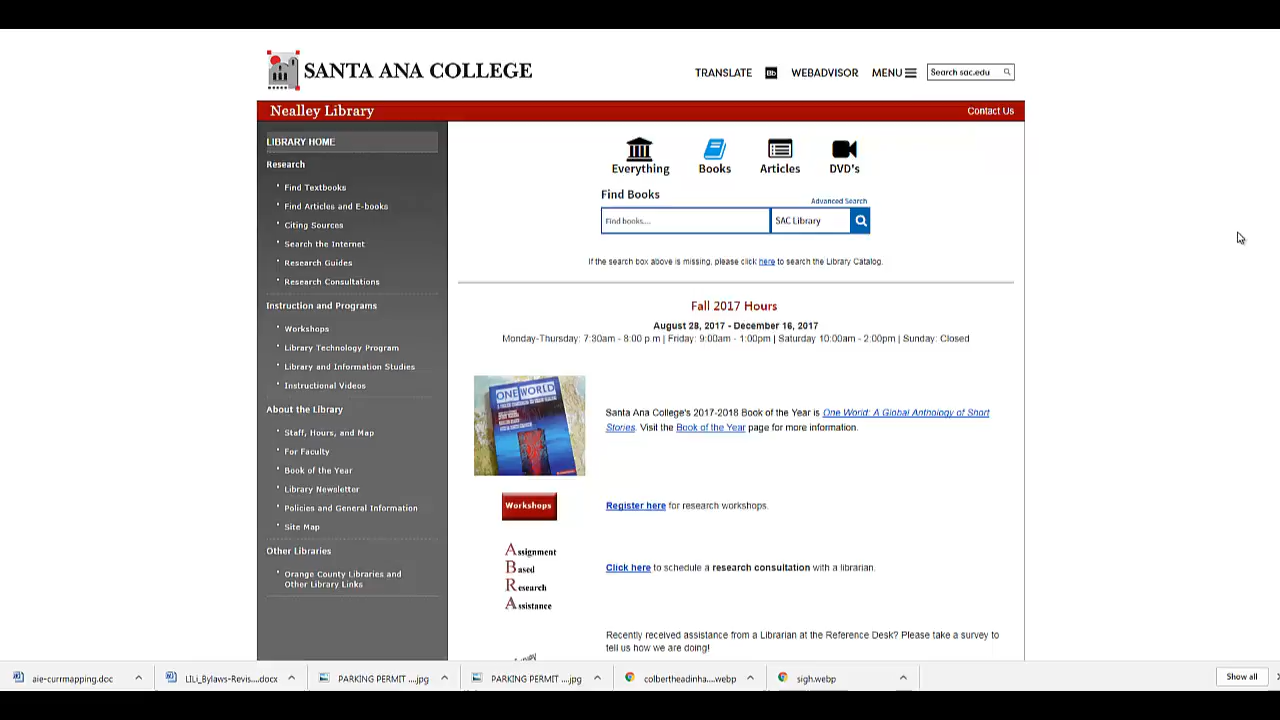 SANTA ANA COLLEGE
TRANSLATE Bb WEBADVISOR MENU Search sac.edu
Nealley Library
Contact Us
LIBRARY HOME
Research
Find Textbooks
Find Articles and E-books
Citing Sources
Search the Internet
Research Guides
Research Consultations
Instruction and Programs
Workshops
Library Technology Program
Library and Information Studies
Instructional Videos
About the Library
Staff, Hours, and Map
For Faculty
Book of the Year
Library Newsletter
Policies and General Information
Site Map
Other Libraries
Orange County Libraries and
Other Library Links
Everything Books Articles DVD's
Find Books
Advanced Search
Find books.... SAC Library
If the search box above is missing, please click here to search the Library Catalog.
Fall 2017 Hours
August 28, 2017 - December 16, 2017
Monday-Thursday: 7:30am - 8:00 p.m | Friday: 9:00am - 1:00pm | Saturday 10:00am - 2:00pm | Sunday: Closed
ONE WORLD
Santa Ana College's 2017-2018 Book of the Year is One World: A Global Anthology of Short
Stories. Visit the Book of the Year page for more information.
Workshops
Register here for research workshops.
Assignment
Based
Research
Assistance
Click here to schedule a research consultation with a librarian.
Recently received assistance from a Librarian at the Reference Desk? Please take a survey to
tell us how we are doing!
aie-currmapping.doc
LILi_Bylaws-Revis....docx
PARKING PERMIT ....jpg
PARKING PERMIT ....jpg
colbertheadinha....webp
sigh.webp
Show all